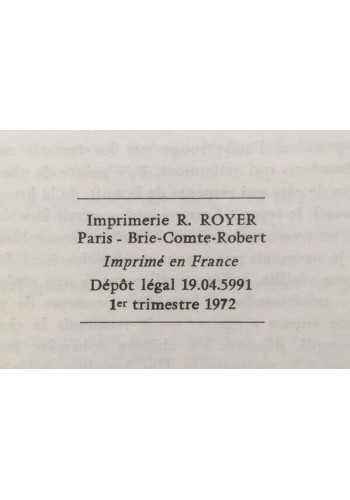 Imprimerie R. ROYER
Paris - Brie-Comte-Robert
Imprimé en France
Dépôt légal 19.04.5991
1er trimestre 1972